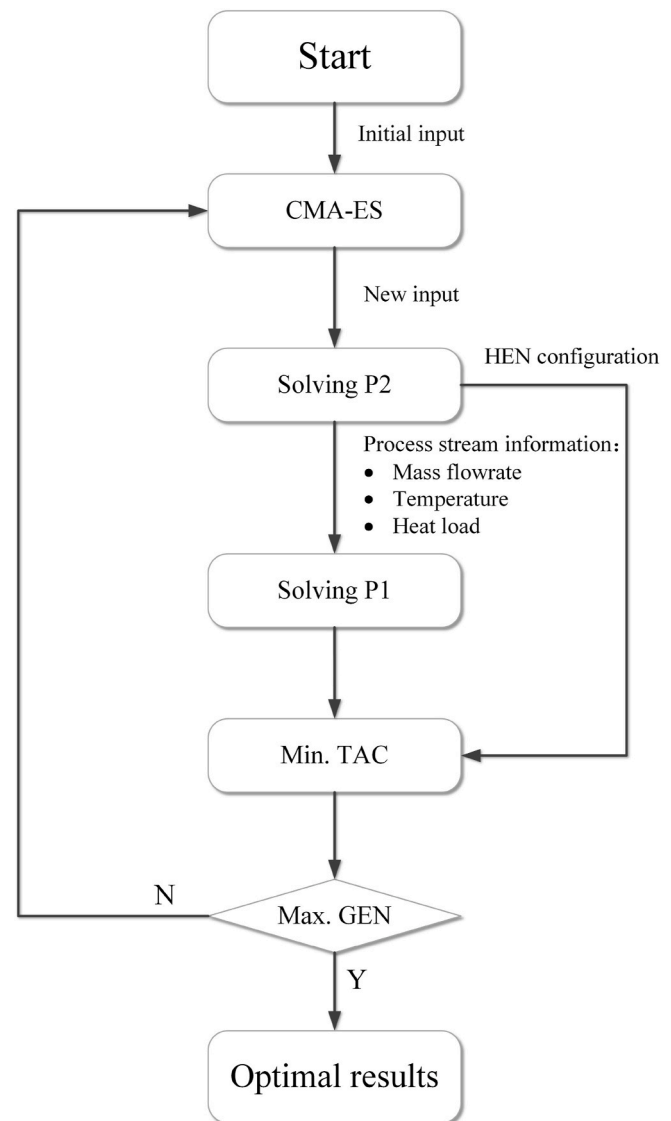 Start
Initial input
CMA-ES
New input
Solving P2
HEN configuration
Process stream information：
• Mass flowrate
• Temperature
• Heat load
Solving P1
Min. TAC
N
Max. GEN
Y
Optimal results